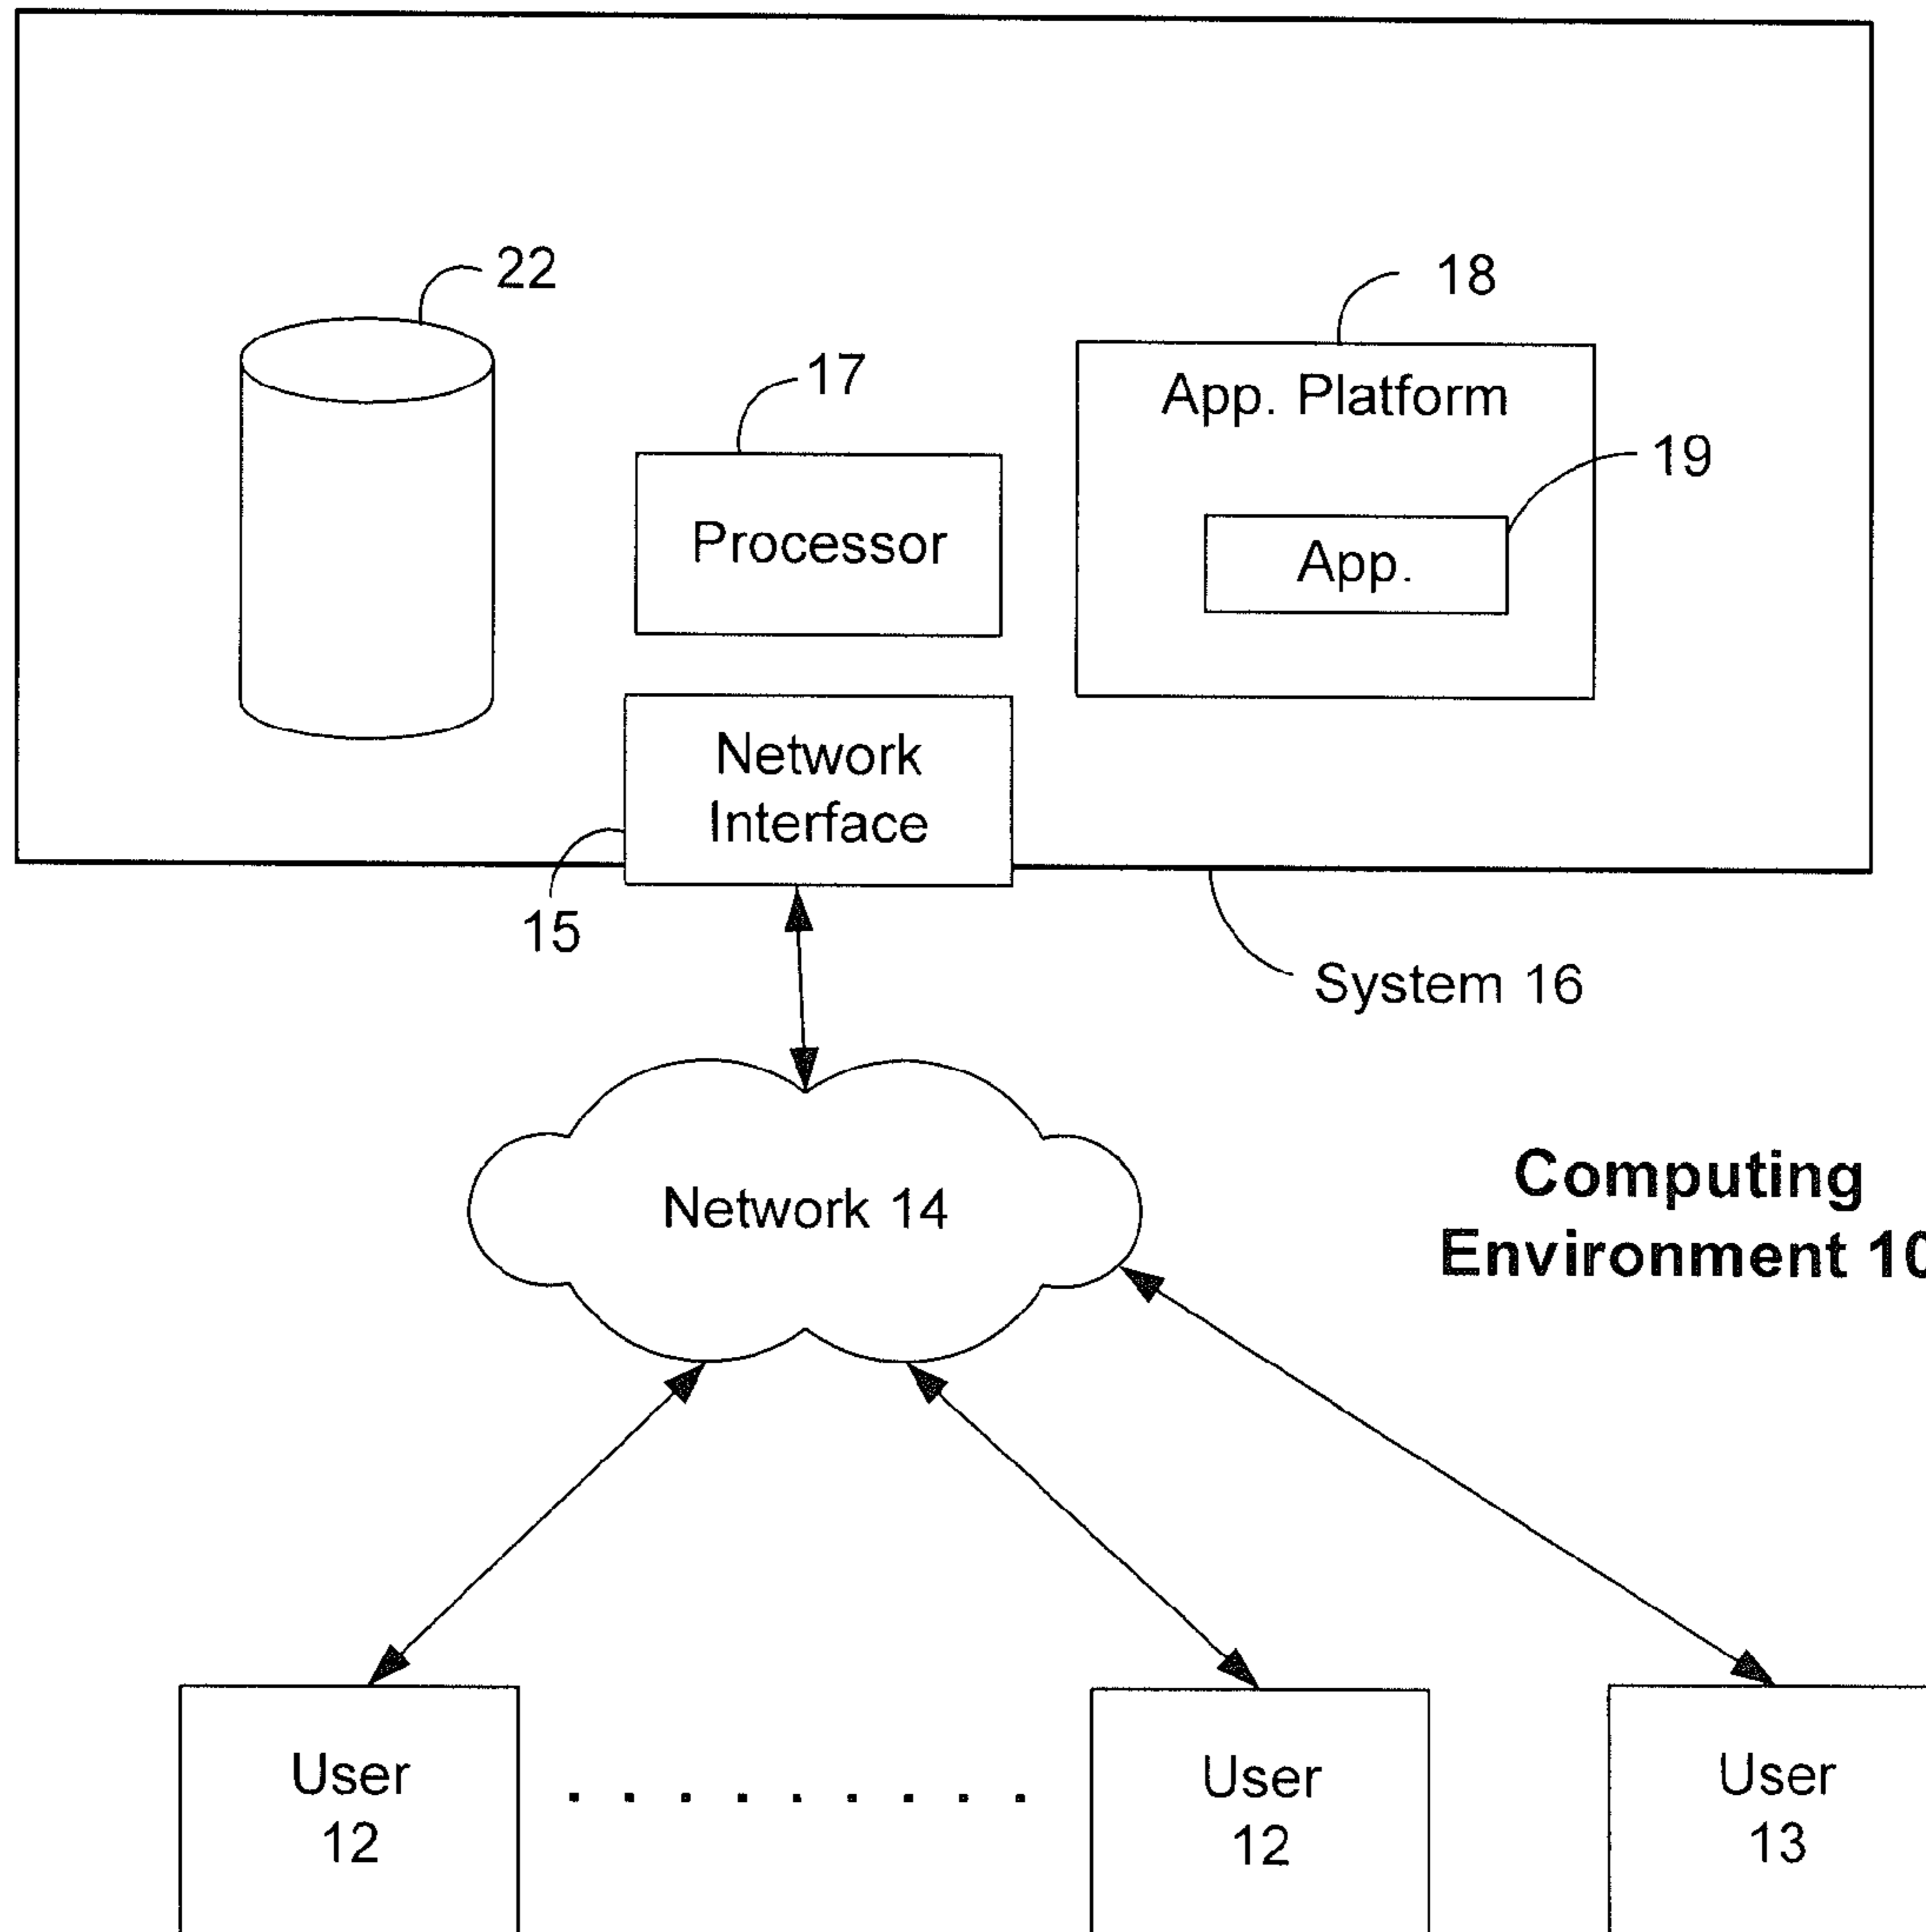 22
18
17
App. Platform
19
Processor
App.
Network
Interface
15
System 16
Network 14
Computing
Environment 10
User
12
. . . . . . . . .
User
12
User
13